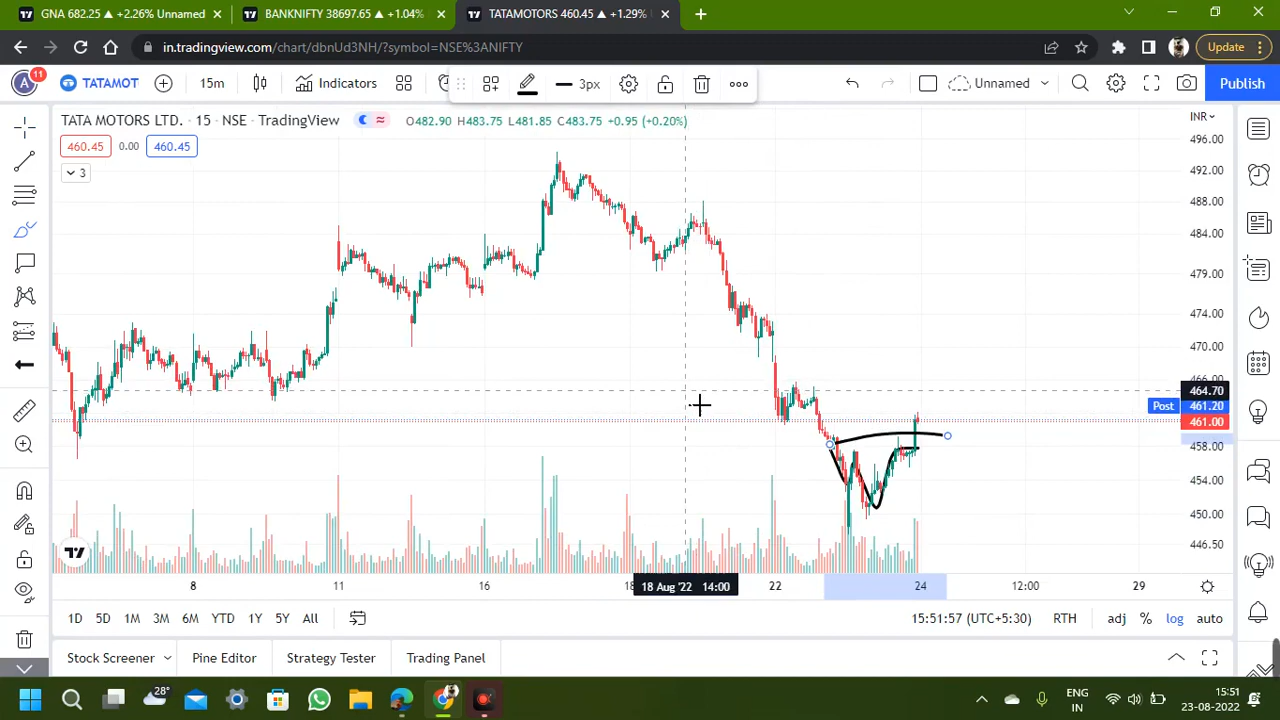 GNA 682.25 ▲ +2.26% Unnamed
BANKNIFTY 38697.65 ▲ +1.04%
TATAMOTORS 460.45 ▲ +1.29%
in.tradingview.com/chart/dbnUd3NH/?symbol=NSE%3ANIFTY
Update
A 11
TATAMOT
15m
Indicators
3px
Unnamed
Publish
TATA MOTORS LTD. · 15 · NSE · TradingView
O482.90 H483.75 L481.85 C483.75 +0.95 (+0.20%)
INR
460.45 0.00 460.45
3
496.00
492.00
488.00
484.00
479.00
474.00
470.00
466.00
464.70
Post 461.20
461.00
458.00
454.00
450.00
446.50
8 11 16 18 18 Aug '22 14:00 22 24 12:00 29
1D 5D 1M 3M 6M YTD 1Y 5Y All
15:51:57 (UTC+5:30) RTH adj % log auto
Stock Screener Pine Editor Strategy Tester Trading Panel
28°
ENG
IN
15:51
23-08-2022